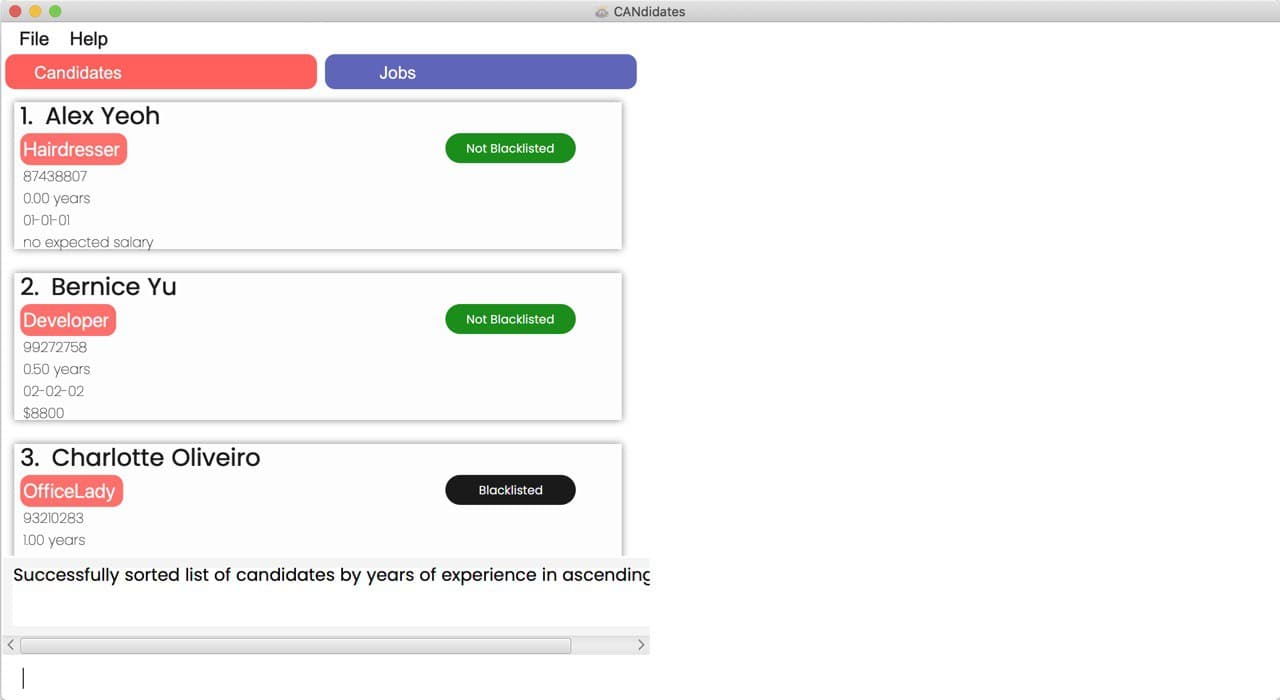 CANdidates
File Help
Candidates Jobs
1. Alex Yeoh
Hairdresser
Not Blacklisted
87438807
0.00 years
01-01-01
no expected salary
2. Bernice Yu
Developer
Not Blacklisted
99272758
0.50 years
02-02-02
$8800
3. Charlotte Oliveiro
OfficeLady
Blacklisted
93210283
1.00 years
Successfully sorted list of candidates by years of experience in ascending